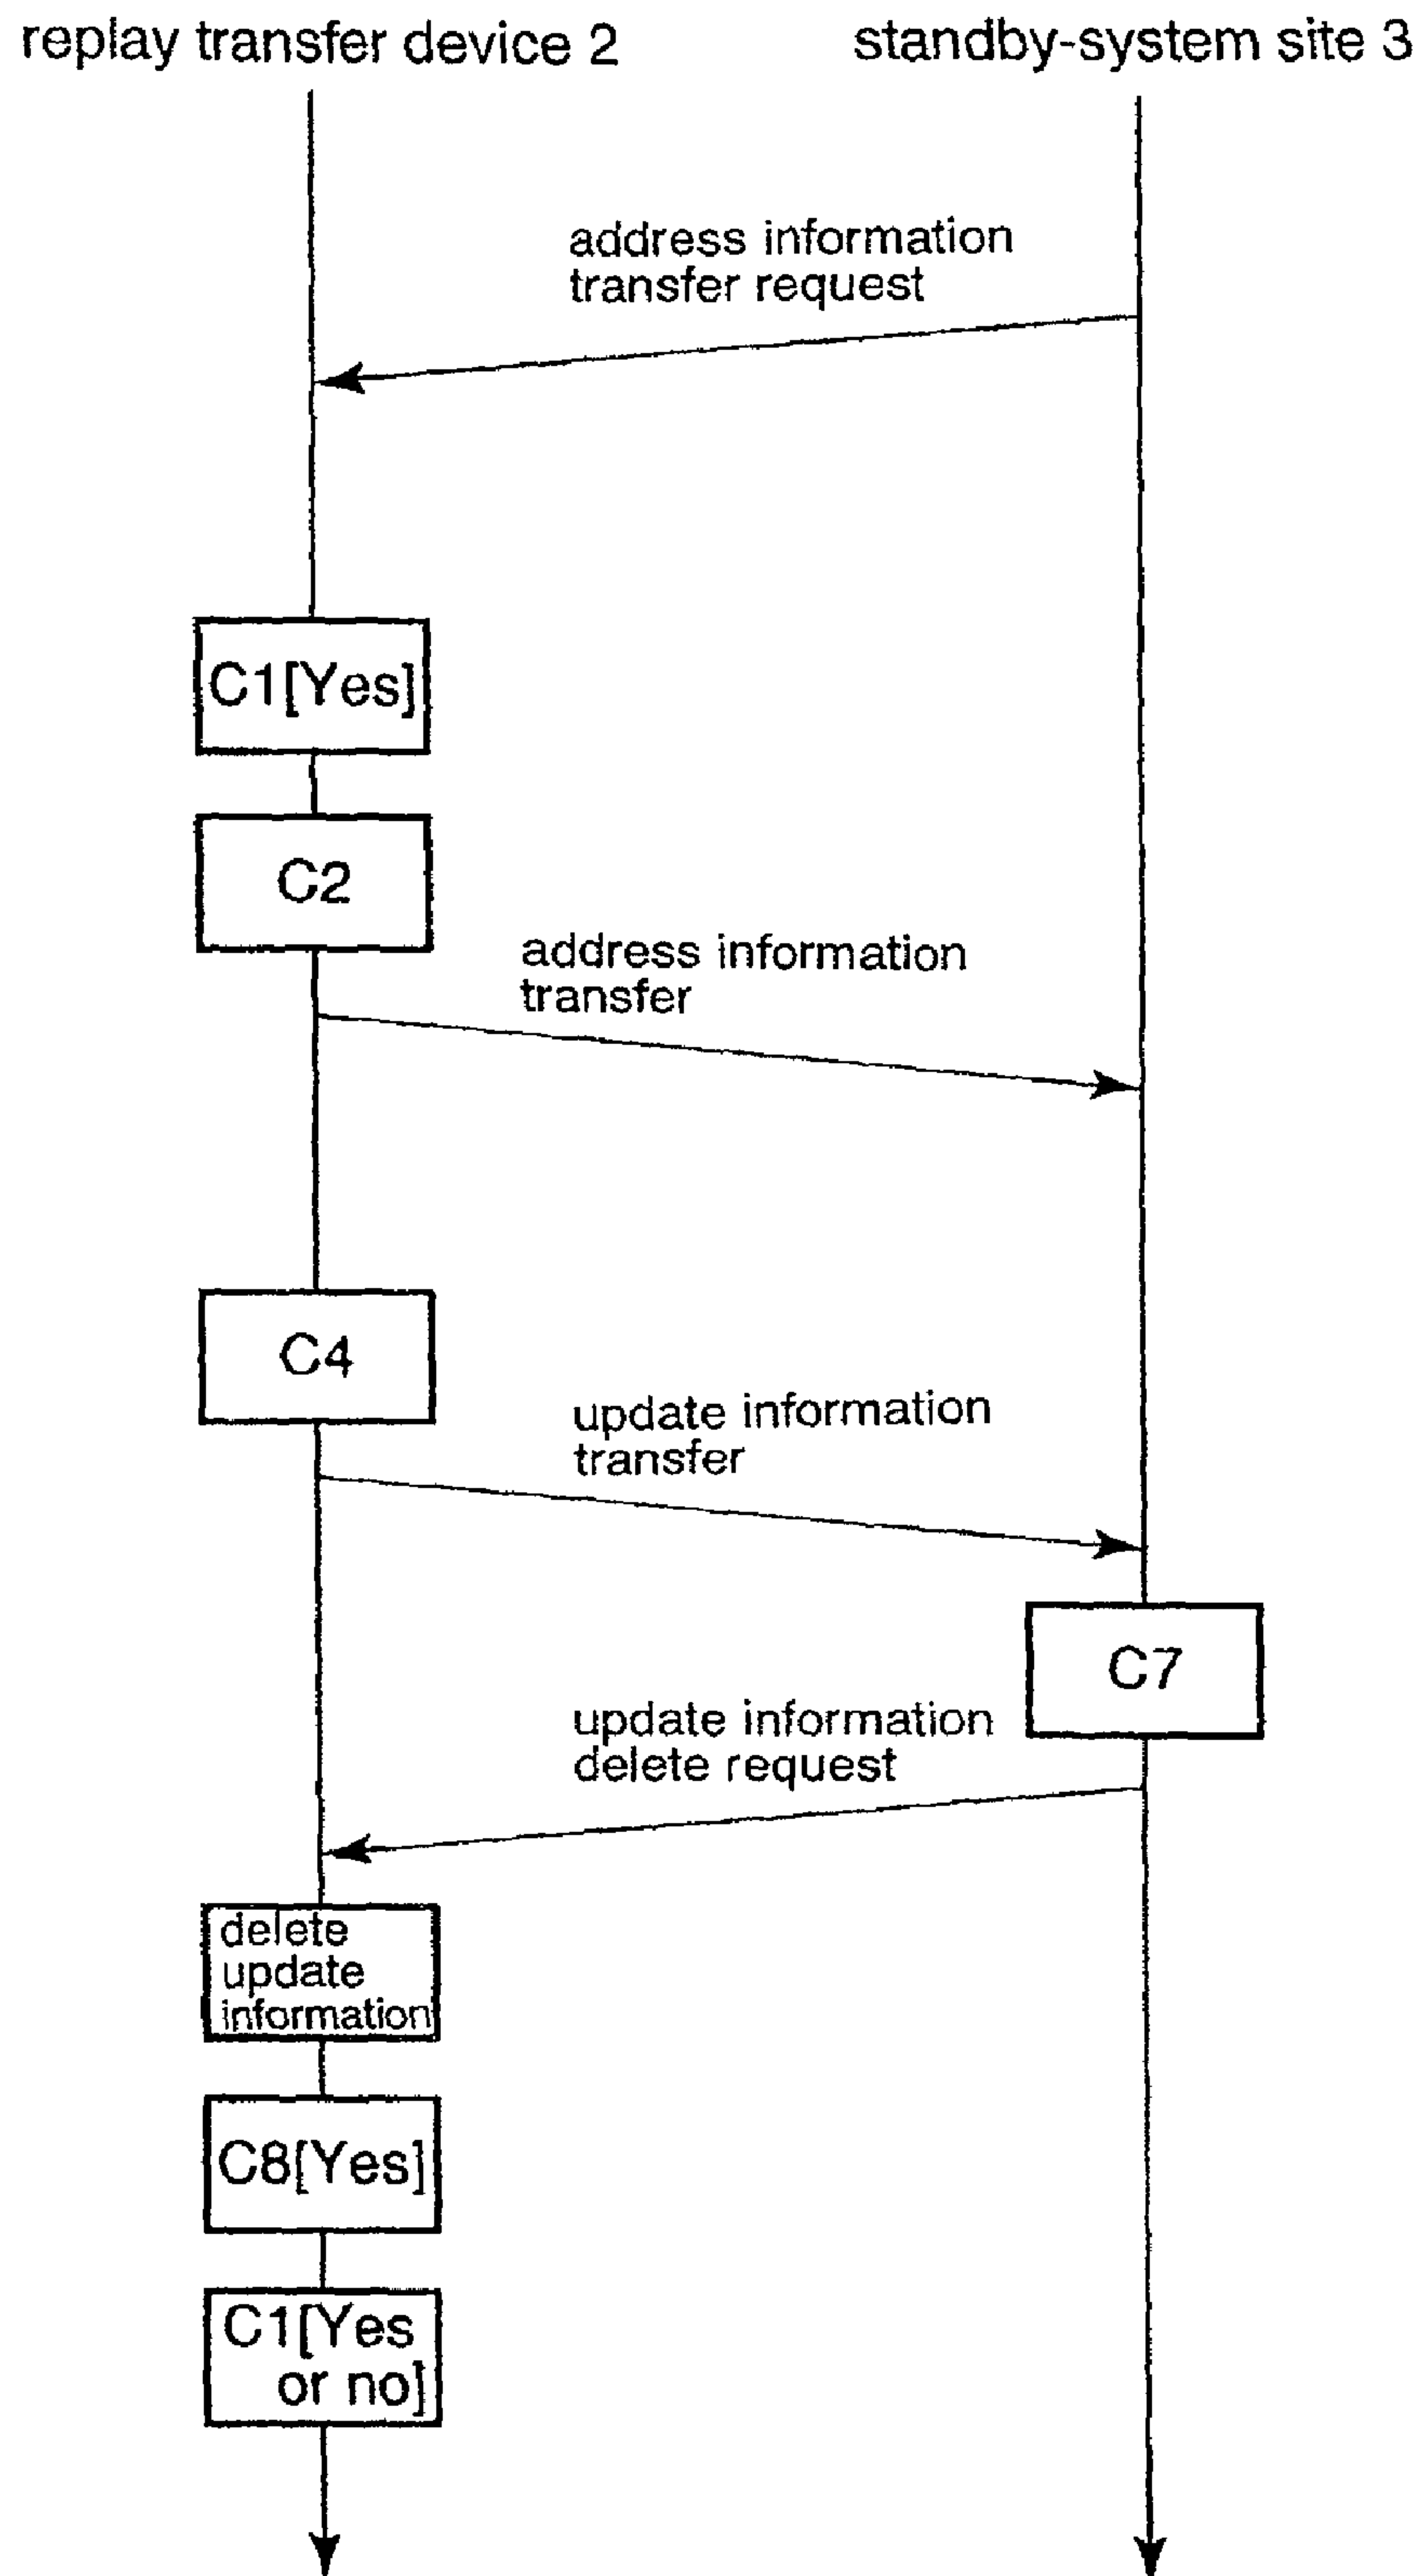 replay transfer device 2
standby-system site 3
address information
transfer request
C1[Yes]
C2
address information
transfer
C4
update information
transfer
C7
update information
delete request
delete
update
information
C8[Yes]
C1[Yes
or no]